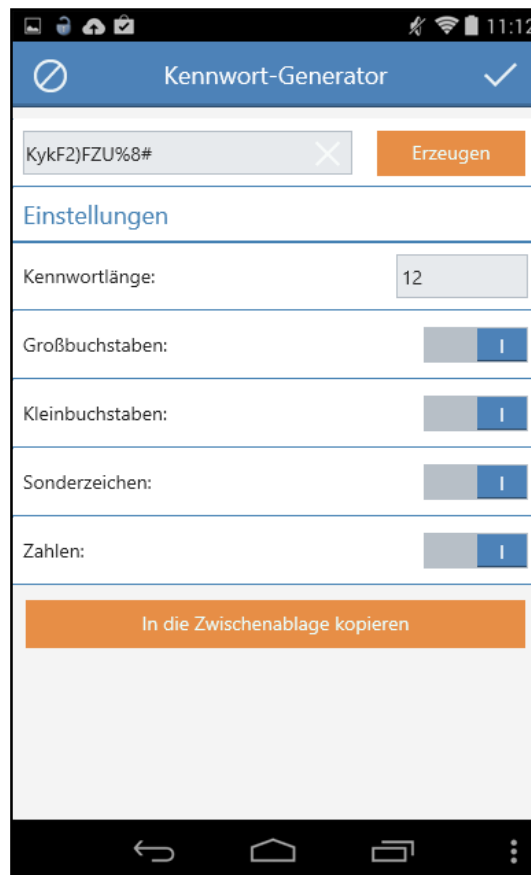 11:12
Kennwort-Generator
KykF2)FZU%8#
Erzeugen
Einstellungen
Kennwortlänge:
12
Großbuchstaben:
I
Kleinbuchstaben:
I
Sonderzeichen:
I
Zahlen:
I
In die Zwischenablage kopieren